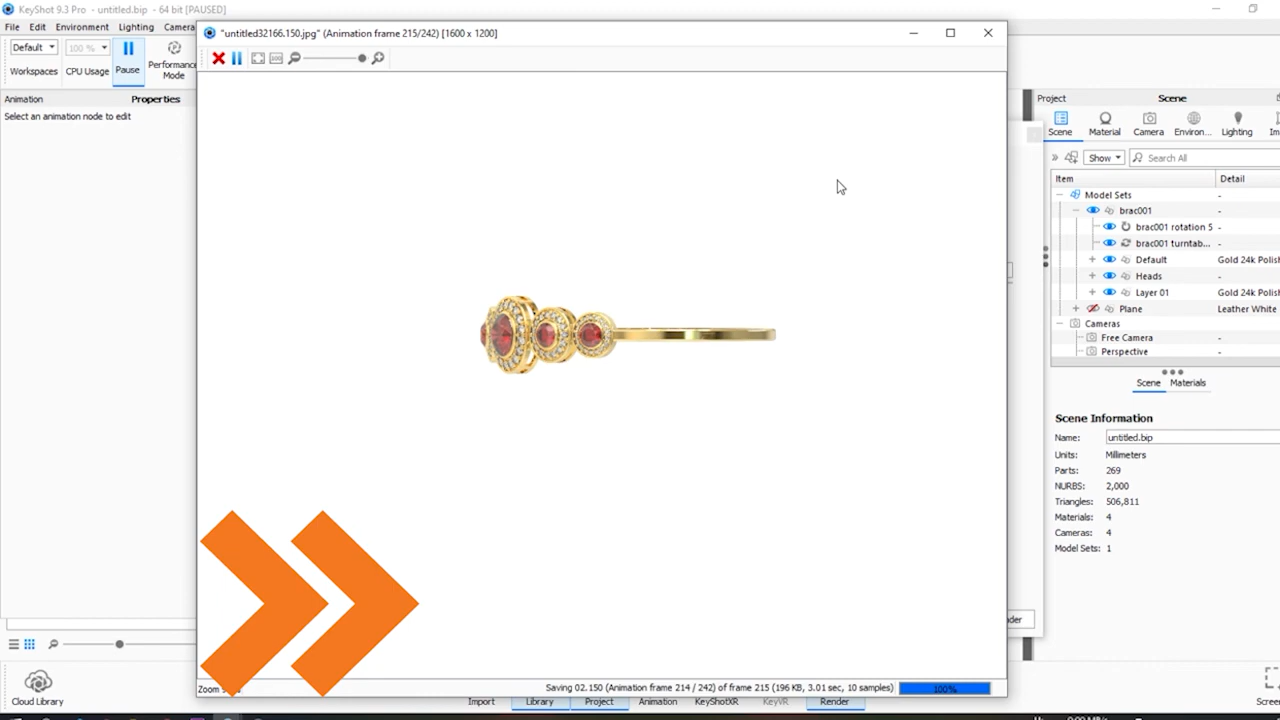 KeyShot 9.3 Pro - untitled.bip - 64 bit [PAUSED]
File Edit Environment Lighting Camera
"untitled32166.150.jpg" (Animation frame 215/242) [1600 x 1200]
Default 100 %
Workspaces CPU Usage Pause Performance Mode
Animation Properties
Select an animation node to edit
Project Scene
Scene Material Camera Environ... Lighting
Show Search All
Item Detail
Model Sets -
brac001 -
brac001 rotation 5 -
brac001 turntab... -
Default Gold 24k Polis
Heads -
Layer 01 Gold 24k Polis
Plane Leather White
Cameras -
Free Camera -
Perspective -
Scene Materials
Scene Information
Name: untitled.bip
Units: Millimeters
Parts: 269
NURBS: 2,000
Triangles: 506,811
Materials: 4
Cameras: 4
Model Sets: 1
Zoom
Saving 02.150 (Animation frame 214 / 242) of frame 215 (196 KB, 3.01 sec, 10 samples) 100%
Cloud Library Import Library Project Animation KeyShotXR KeyVR Render